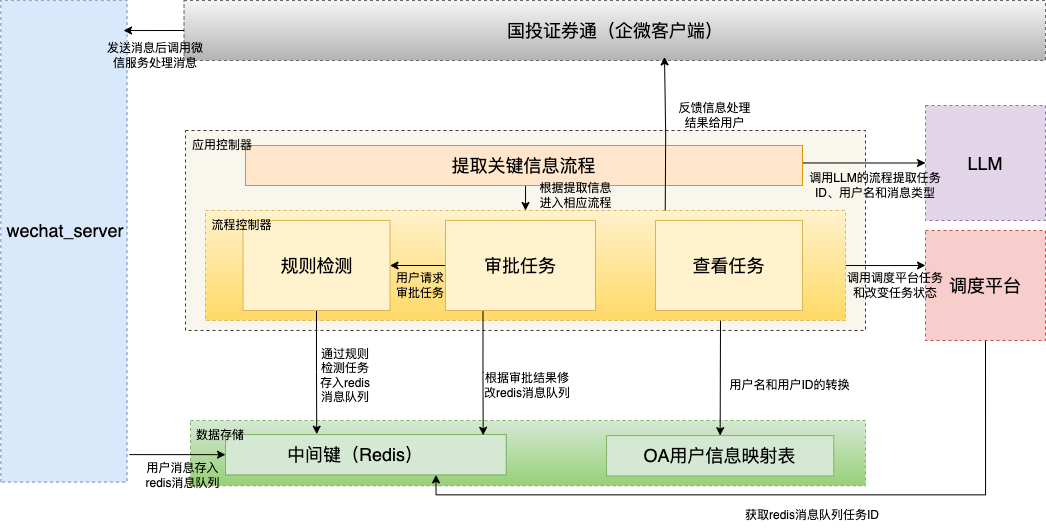 国投证券通（企微客户端）
发送消息后调用微
信服务处理消息
wechat_server
反馈信息处理
结果给用户
应用控制器
提取关键信息流程
LLM
调用LLM的流程提取任务
ID、用户名和消息类型
根据提取信息
进入相应流程
流程控制器
规则检测
用户请求
审批任务
审批任务
查看任务
调用调度平台任务
和改变任务状态
调度平台
通过规则
检测任务
存入redis
消息队列
根据审批结果修
改redis消息队列
用户名和用户ID的转换
数据存储
中间键（Redis）
OA用户信息映射表
用户消息存入
redis消息队列
获取redis消息队列任务ID